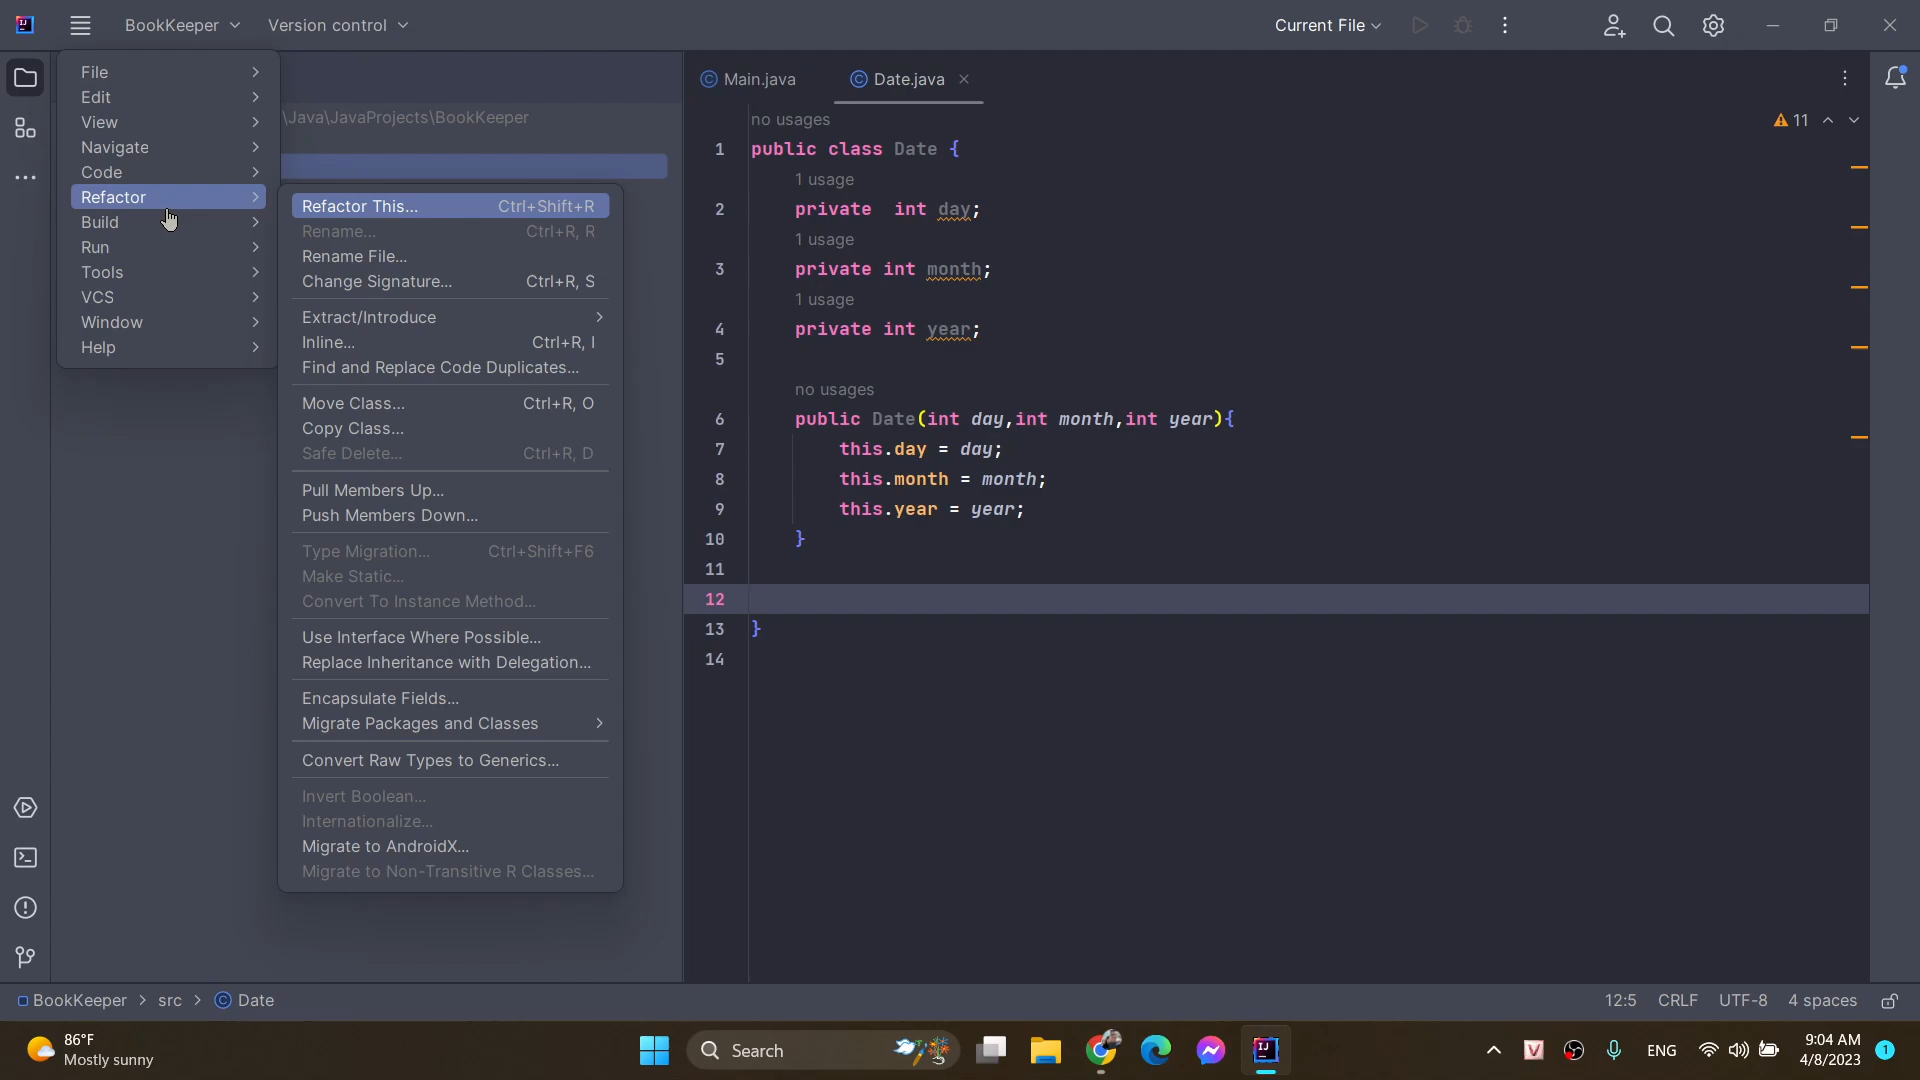 BookKeeper
Version control
Current File
File
Edit
View
Navigate
Code
Refactor
Build
Run
Tools
VCS
Window
Help
\Java\JavaProjects\BookKeeper
Refactor This... Ctrl+Shift+R
Rename... Ctrl+R, R
Rename File...
Change Signature... Ctrl+R, S
Extract/Introduce
Inline... Ctrl+R, I
Find and Replace Code Duplicates...
Move Class... Ctrl+R, O
Copy Class...
Safe Delete... Ctrl+R, D
Pull Members Up...
Push Members Down...
Type Migration... Ctrl+Shift+F6
Make Static...
Convert To Instance Method...
Use Interface Where Possible...
Replace Inheritance with Delegation...
Encapsulate Fields...
Migrate Packages and Classes
Convert Raw Types to Generics...
Invert Boolean...
Internationalize...
Migrate to AndroidX...
Migrate to Non-Transitive R Classes...
Main.java
Date.java
11
no usages
1 public class Date {
1 usage
2 private  int day;
1 usage
3 private int month;
1 usage
4 private int year;
5
no usages
6 public Date(int day,int month,int year){
7 this.day = day;
8 this.month = month;
9 this.year = year;
10 }
11
12
13 }
14
BookKeeper > src > Date
12:5 CRLF UTF-8 4 spaces
86°F
Mostly sunny
Search
ENG
9:04 AM
4/8/2023
1